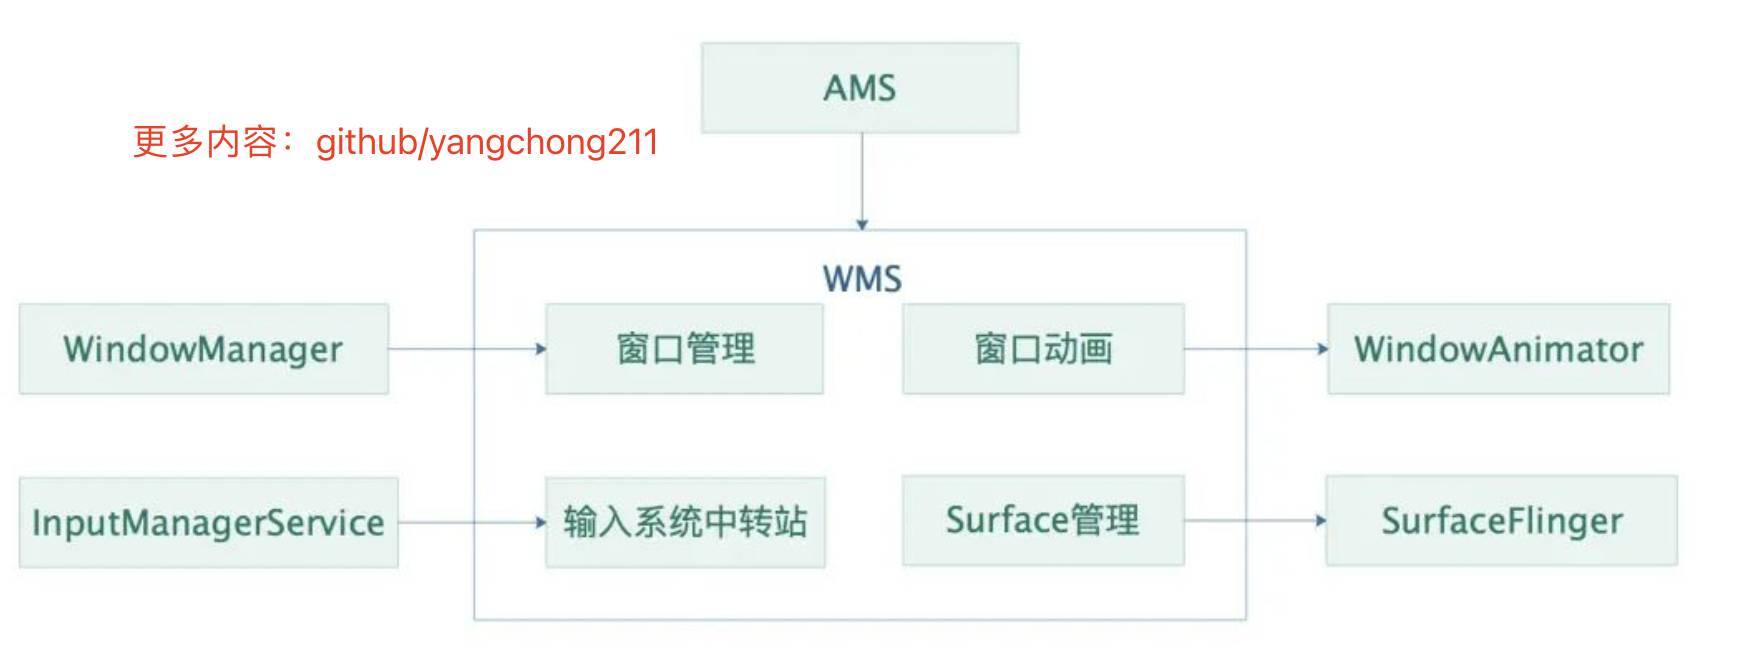 AMS
更多内容：github/yangchong211
WMS
WindowManager
窗口管理
窗口动画
WindowAnimator
InputManagerService
输入系统中转站
Surface管理
SurfaceFlinger